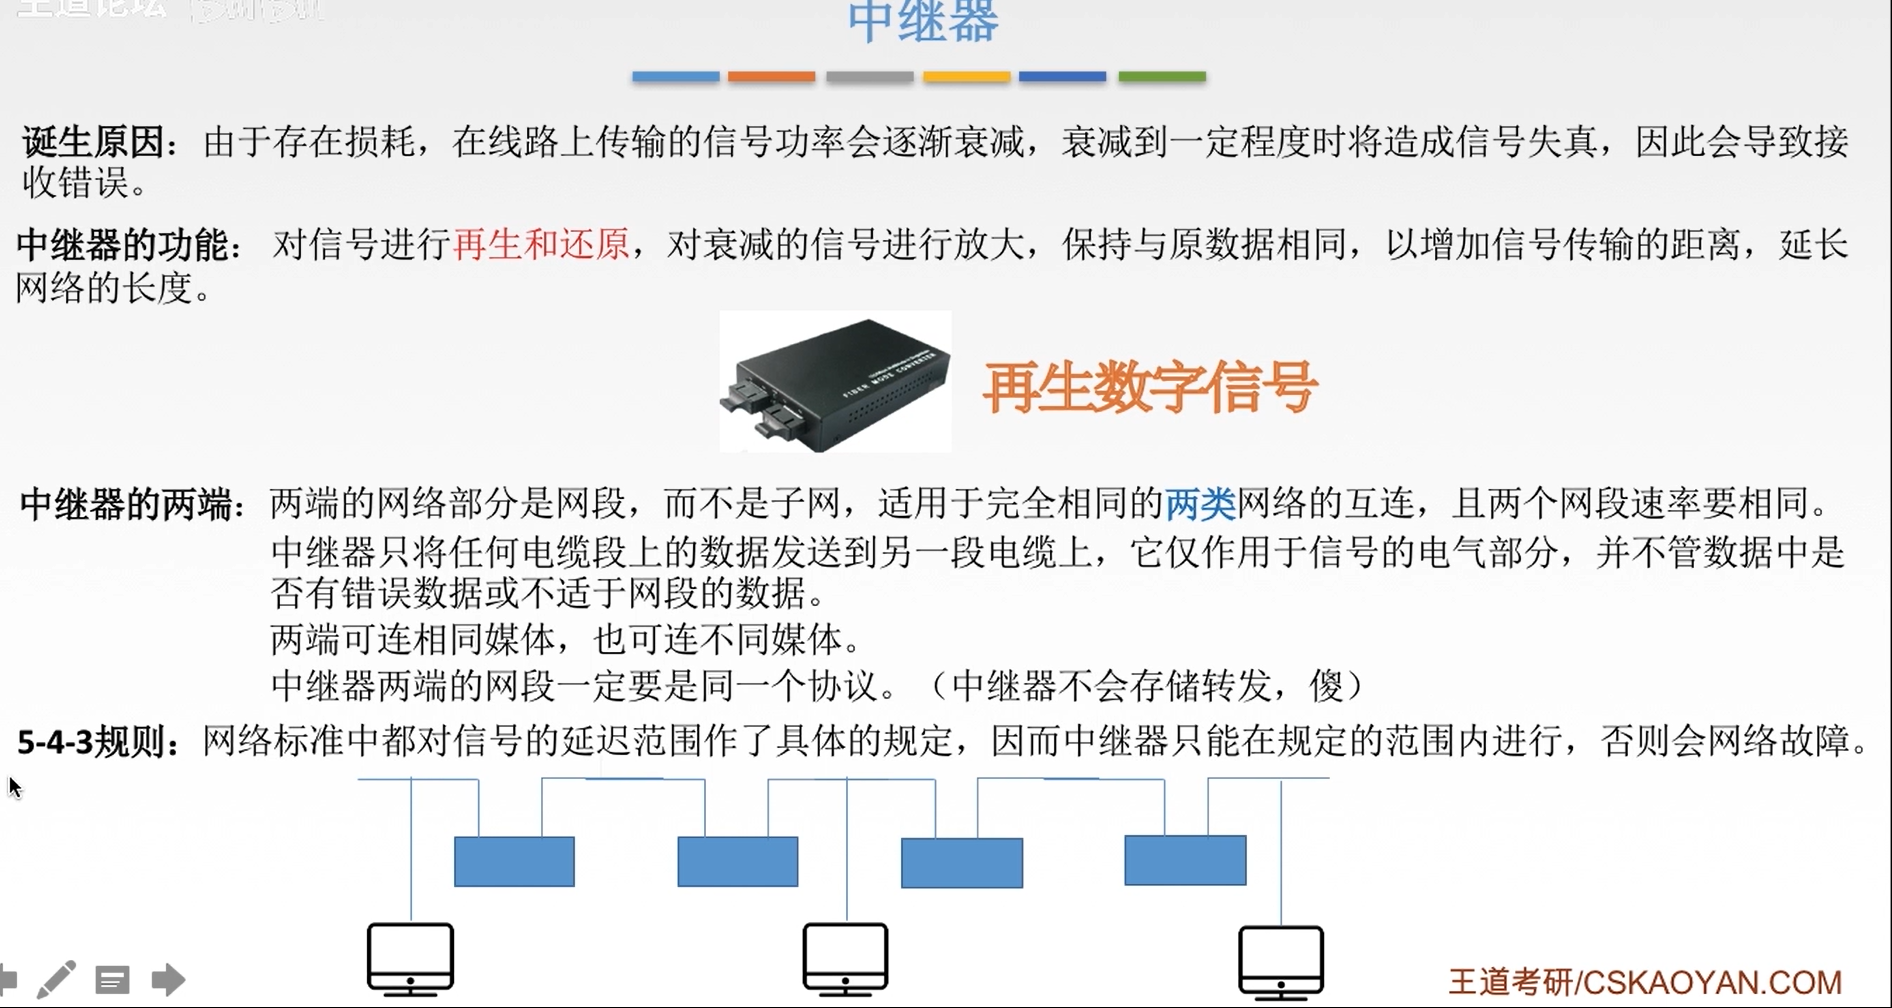 王道论坛 bilibili
中继器
诞生原因：由于存在损耗，在线路上传输的信号功率会逐渐衰减，衰减到一定程度时将造成信号失真，因此会导致接
收错误。
中继器的功能： 对信号进行再生和还原，对衰减的信号进行放大，保持与原数据相同，以增加信号传输的距离，延长
网络的长度。
FIBER MODE CONVERTER
再生数字信号
中继器的两端：两端的网络部分是网段，而不是子网，适用于完全相同的两类网络的互连，且两个网段速率要相同。
中继器只将任何电缆段上的数据发送到另一段电缆上，它仅作用于信号的电气部分，并不管数据中是
否有错误数据或不适于网段的数据。
两端可连相同媒体，也可连不同媒体。
中继器两端的网段一定要是同一个协议。（中继器不会存储转发，傻）
5-4-3规则：网络标准中都对信号的延迟范围作了具体的规定，因而中继器只能在规定的范围内进行，否则会网络故障。
王道考研/CSKAOYAN.COM